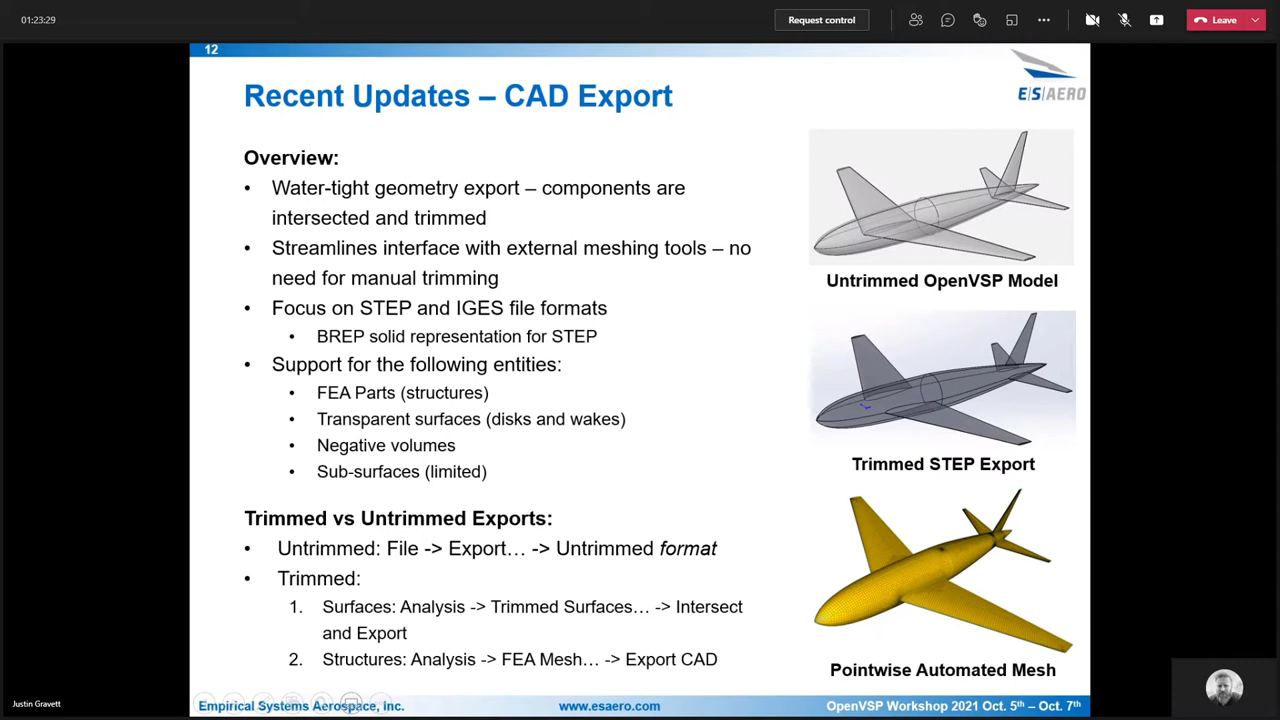 01:23:29
Request control
Leave
12
Recent Updates – CAD Export
E|S|AERO
Overview:
• Water-tight geometry export – components are
intersected and trimmed
• Streamlines interface with external meshing tools – no
need for manual trimming
• Focus on STEP and IGES file formats
• BREP solid representation for STEP
• Support for the following entities:
• FEA Parts (structures)
• Transparent surfaces (disks and wakes)
• Negative volumes
• Sub-surfaces (limited)
Trimmed vs Untrimmed Exports:
• Untrimmed: File -> Export… -> Untrimmed format
• Trimmed:
1. Surfaces: Analysis -> Trimmed Surfaces… -> Intersect
and Export
2. Structures: Analysis -> FEA Mesh… -> Export CAD
Untrimmed OpenVSP Model
Trimmed STEP Export
Pointwise Automated Mesh
Justin Gravett
Empirical Systems Aerospace, Inc.
www.esaero.com
OpenVSP Workshop 2021 Oct. 5th – Oct. 7th